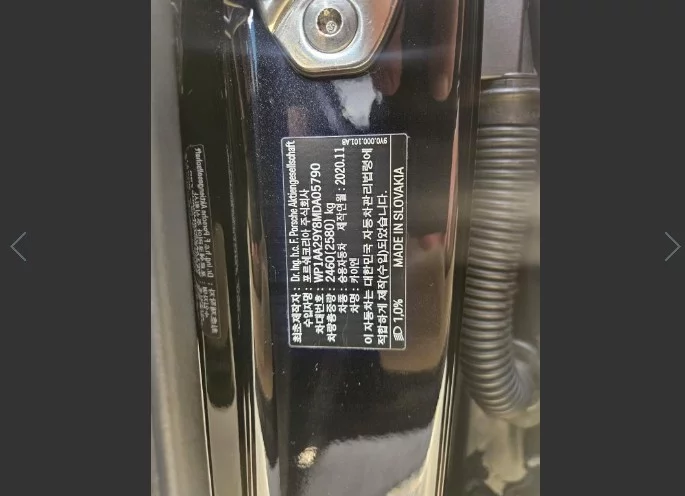 최초제작자 : Dr. Ing. h.c. F. Porsche Aktiengesellschaft
수입자명 : 포르쉐코리아 주식회사
차대번호 : WP1AA29Y8MDA05790
차량총중량 : 2460(2580) kg
차종 : 승용자동차 제작연월 : 2020.11
차명 : 카이엔
이 자동차는 대한민국 자동차관리법령에
적합하게 제작(수입)되었습니다.
1,0% MADE IN SLOVAKIA
9Y0.000.101.AB